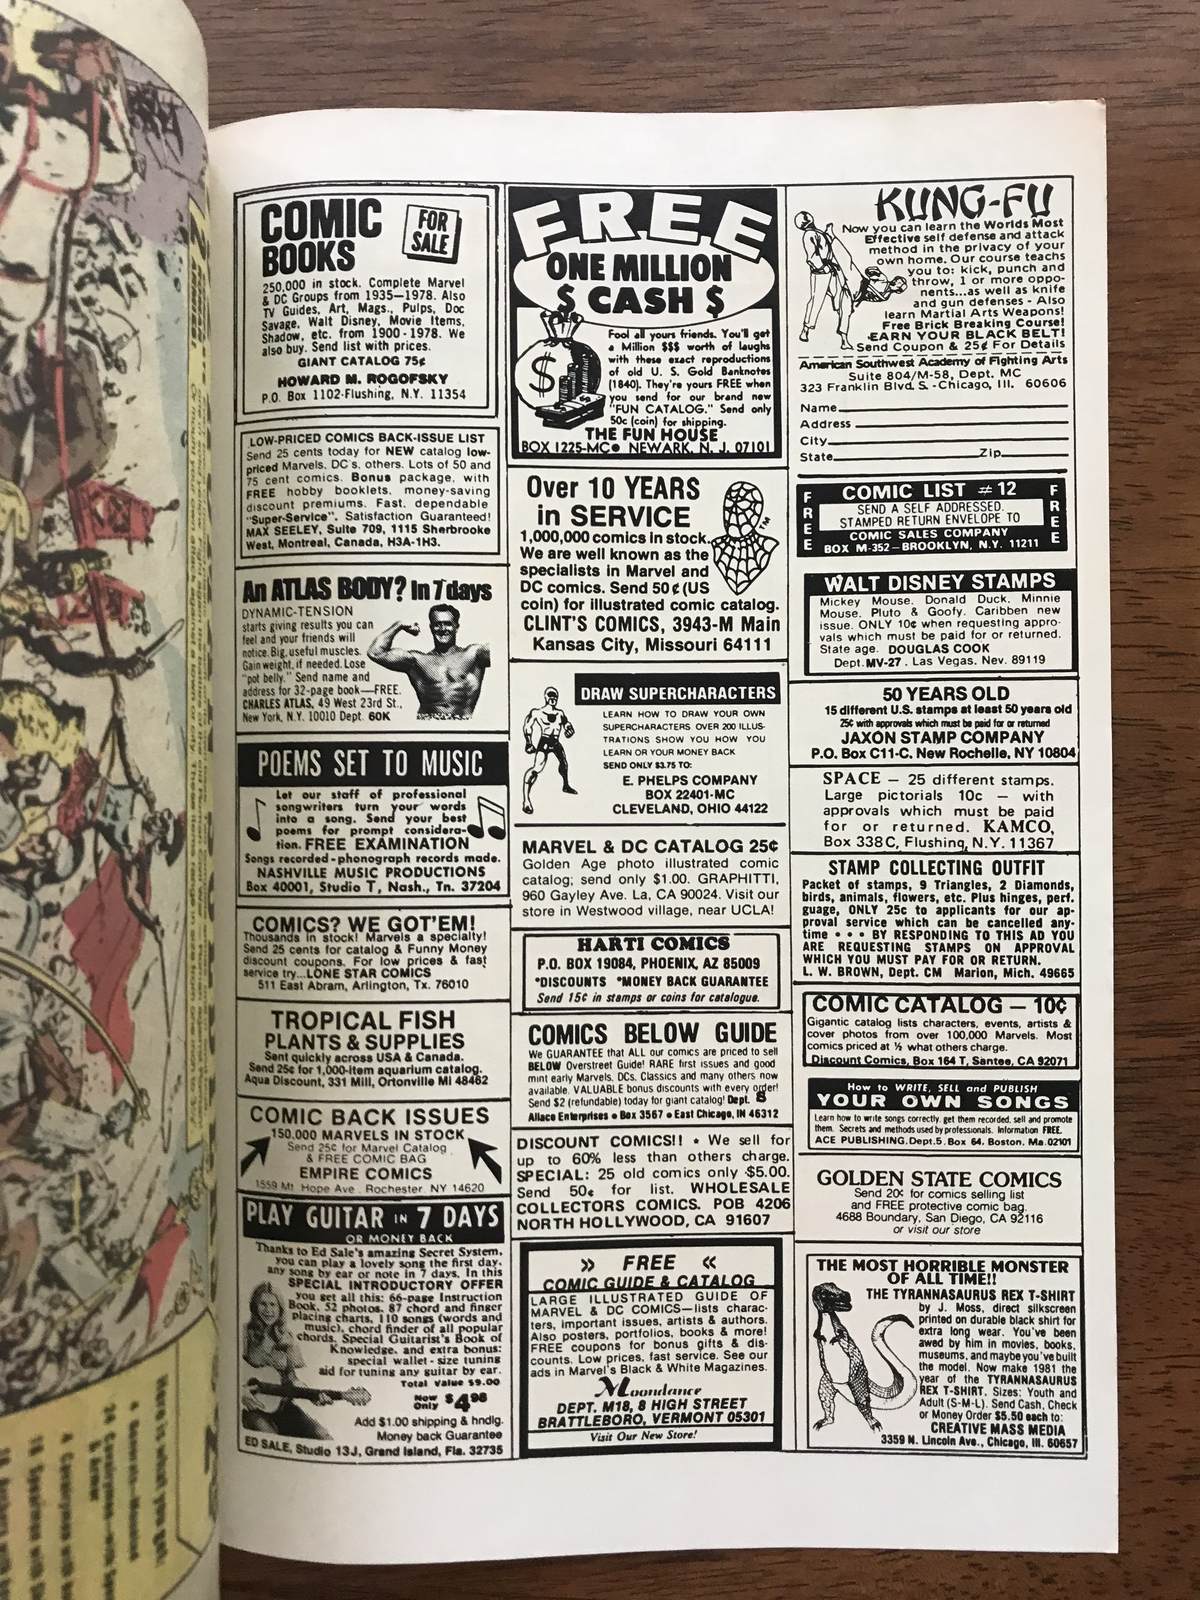 COMIC
BOOKS
FOR
SALE
250,000 in stock. Complete Marvel
& DC Groups from 1935—1978. Also
TV Guides, Art, Mags., Pulps, Doc
Savage, Walt Disney, Movie Items,
Shadow, etc. from 1900-1978. We
also buy. Send list with prices.
GIANT CATALOG 75¢
HOWARD M. ROGOFSKY
P.O. Box 1102-Flushing, N.Y. 11354
LOW-PRICED COMICS BACK-ISSUE LIST
Send 25 cents today for NEW catalog low-
priced Marvels, DC's, others. Lots of 50 and
75 cent comics. Bonus package, with
FREE hobby booklets, money-saving
discount premiums. Fast, dependable
"Super-Service". Satisfaction Guaranteed!
MAX SEELEY, Suite 709, 1115 Sherbrooke
West, Montreal, Canada, H3A-1H3.
An ATLAS BODY? In 7 days
DYNAMIC-TENSION
starts giving results you can
feel and your friends will
notice. Big, useful muscles.
Gain weight, if needed. Lose
"pot belly." Send name and
address for 32-page book—FREE.
CHARLES ATLAS, 49 West 23rd St.,
New York, N.Y. 10010 Dept. 60K
POEMS SET TO MUSIC
Let our staff of professional
songwriters turn your words
into a song. Send your best
poems for prompt considera-
tion. FREE EXAMINATION
Songs recorded-phonograph records made.
NASHVILLE MUSIC PRODUCTIONS
Box 40001, Studio T, Nash., Tn. 37204
COMICS? WE GOT'EM!
Thousands in stock! Marvels a specialty!
Send 25 cents for catalog & Funny Money
discount coupons. For low prices & fast
service try...LONE STAR COMICS
511 East Abram, Arlington, Tx. 76010
TROPICAL FISH
PLANTS & SUPPLIES
Sent quickly across USA & Canada.
Send 25¢ for 1,000-item aquarium catalog.
Aqua Discount, 331 Mill, Ortonville MI 48462
COMIC BACK ISSUES
150,000 MARVELS IN STOCK
Send 25¢ for Marvel Catalog
& FREE COMIC BAG
EMPIRE COMICS
1559 Mt. Hope Ave., Rochester, NY 14620
PLAY GUITAR IN 7 DAYS
OR MONEY BACK
Thanks to Ed Sale's amazing Secret System,
you can play a lovely song the first day,
any song by ear or note in 7 days. In this
SPECIAL INTRODUCTORY OFFER
you get all this: 66-page Instruction
Book, 52 photos, 87 chord and finger
placing charts, 110 songs (words and
music), chord finder of all popular
chords, Special Guitarist's Book of
Knowledge, and extra bonus:
special wallet-size tuning
aid for tuning any guitar by ear.
Total Value $9.00
Now
Only $4.98
Add $1.00 shipping & hndlg.
Money back Guarantee
ED SALE, Studio 13J, Grand Island, Fla. 32735
FREE
ONE MILLION
$ CASH $
$
Fool all yours friends. You'll get
a Million $$$ worth of laughs
with these exact reproductions
of old U. S. Gold Banknotes
(1840). They're yours FREE when
you send for our brand new
"FUN CATALOG." Send only
50c (coin) for shipping.
THE FUN HOUSE
BOX 1225-MC● NEWARK, N. J. 07101
Over 10 YEARS
in SERVICE
TM
1,000,000 comics in stock.
We are well known as the
specialists in Marvel and
DC comics. Send 50¢ (US
coin) for illustrated comic catalog.
CLINT'S COMICS, 3943-M Main
Kansas City, Missouri 64111
DRAW SUPERCHARACTERS
LEARN HOW TO DRAW YOUR OWN
SUPERCHARACTERS OVER 200 ILLUS-
TRATIONS SHOW YOU HOW YOU
LEARN OR YOUR MONEY BACK
SEND ONLY $3.75 TO:
E. PHELPS COMPANY
BOX 22401-MC
CLEVELAND, OHIO 44122
MARVEL & DC CATALOG 25¢
Golden Age photo illustrated comic
catalog; send only $1.00. GRAPHITTI,
960 Gayley Ave. La, CA 90024. Visit our
store in Westwood village, near UCLA!
HARTI COMICS
P.O. BOX 19084, PHOENIX, AZ 85009
*DISCOUNTS *MONEY BACK GUARANTEE
Send 15¢ in stamps or coins for catalogue.
COMICS BELOW GUIDE
We GUARANTEE that ALL our comics are priced to sell
BELOW Overstreet Guide! RARE first issues and good
mint early Marvels, DCs, Classics and many others now
available. VALUABLE bonus discounts with every order!
Send $2 (refundable) today for giant catalog! Dept. 8
Allace Enterprises ● Box 3567 ● East Chicago, IN 46312
DISCOUNT COMICS!! * We sell for
up to 60% less than others charge.
SPECIAL: 25 old comics only $5.00.
Send 50¢ for list. WHOLESALE
COLLECTORS COMICS. POB 4206
NORTH HOLLYWOOD, CA 91607
» FREE «
COMIC GUIDE & CATALOG
LARGE ILLUSTRATED GUIDE OF
MARVEL & DC COMICS—lists charac-
ters, important issues, artists & authors.
Also posters, portfolios, books & more!
FREE coupons for bonus gifts & dis-
counts. Low prices, fast service. See our
ads in Marvel's Black & White Magazines.
Moondance
DEPT. M18, 8 HIGH STREET
BRATTLEBORO, VERMONT 05301
Visit Our New Store!
KUNG-FU
Now you can learn the Worlds Most
Effective self defense and attack
method in the privacy of your
own home. Our course teachs
you to: kick, punch and
throw, 1 or more oppo-
nents...as well as knife
and gun defenses - Also
learn Martial Arts Weapons!
Free Brick Breaking Course!
EARN YOUR BLACK BELT!
Send Coupon & 25¢ For Details
American Southwest Academy of Fighting Arts
Suite 804/M-58, Dept. MC
323 Franklin Blvd. S. - Chicago, Ill. 60606
Name
Address
City
State Zip
FREE
COMIC LIST #12
SEND A SELF ADDRESSED,
STAMPED RETURN ENVELOPE TO
COMIC SALES COMPANY
BOX M-352—BROOKLYN, N.Y. 11211
FREE
WALT DISNEY STAMPS
Mickey Mouse, Donald Duck, Minnie
Mouse, Pluto & Goofy. Caribben new
issue. ONLY 10¢ when requesting appro-
vals which must be paid for or returned.
State age. DOUGLAS COOK
Dept. MV-27 . Las Vegas, Nev. 89119
50 YEARS OLD
15 different U.S. stamps at least 50 years old
25¢ with approvals which must be paid for or returned
JAXON STAMP COMPANY
P.O. Box C11-C, New Rochelle, NY 10804
SPACE — 25 different stamps.
Large pictorials 10c — with
approvals which must be paid
for or returned. KAMCO,
Box 338C, Flushing, N.Y. 11367
STAMP COLLECTING OUTFIT
Packet of stamps, 9 Triangles, 2 Diamonds,
birds, animals, flowers, etc. Plus hinges, perf.
guage, ONLY 25c to applicants for our ap-
proval service which can be cancelled any-
time • • • BY RESPONDING TO THIS AD YOU
ARE REQUESTING STAMPS ON APPROVAL
WHICH YOU MUST PAY FOR OR RETURN.
L. W. BROWN, Dept. CM Marion, Mich. 49665
COMIC CATALOG — 10¢
Gigantic catalog lists characters, events, artists &
cover photos from over 100,000 Marvels. Most
comics priced at ½ what others charge.
Discount Comics, Box 164 T, Santee, CA 92071
How to WRITE, SELL and PUBLISH
YOUR OWN SONGS
Learn how to write songs correctly, get them recorded, sell and promote
them. Secrets and methods used by professionals. Information FREE.
ACE PUBLISHING, Dept. 5, Box 64, Boston, Ma. 02101
GOLDEN STATE COMICS
Send 20¢ for comics selling list
and FREE protective comic bag.
4688 Boundary, San Diego, CA 92116
or visit our store
THE MOST HORRIBLE MONSTER
OF ALL TIME!!
THE TYRANNASAURUS REX T-SHIRT
by J. Moss, direct silkscreen
printed on durable black shirt for
extra long wear. You've been
awed by him in movies, books,
museums, and maybe you've built
the model. Now make 1981 the
year of the TYRANNASAURUS
REX T-SHIRT. Sizes: Youth and
Adult (S-M-L). Send Cash, Check
or Money Order $5.50 each to:
CREATIVE MASS MEDIA
3359 N. Lincoln Ave., Chicago, Ill. 60657